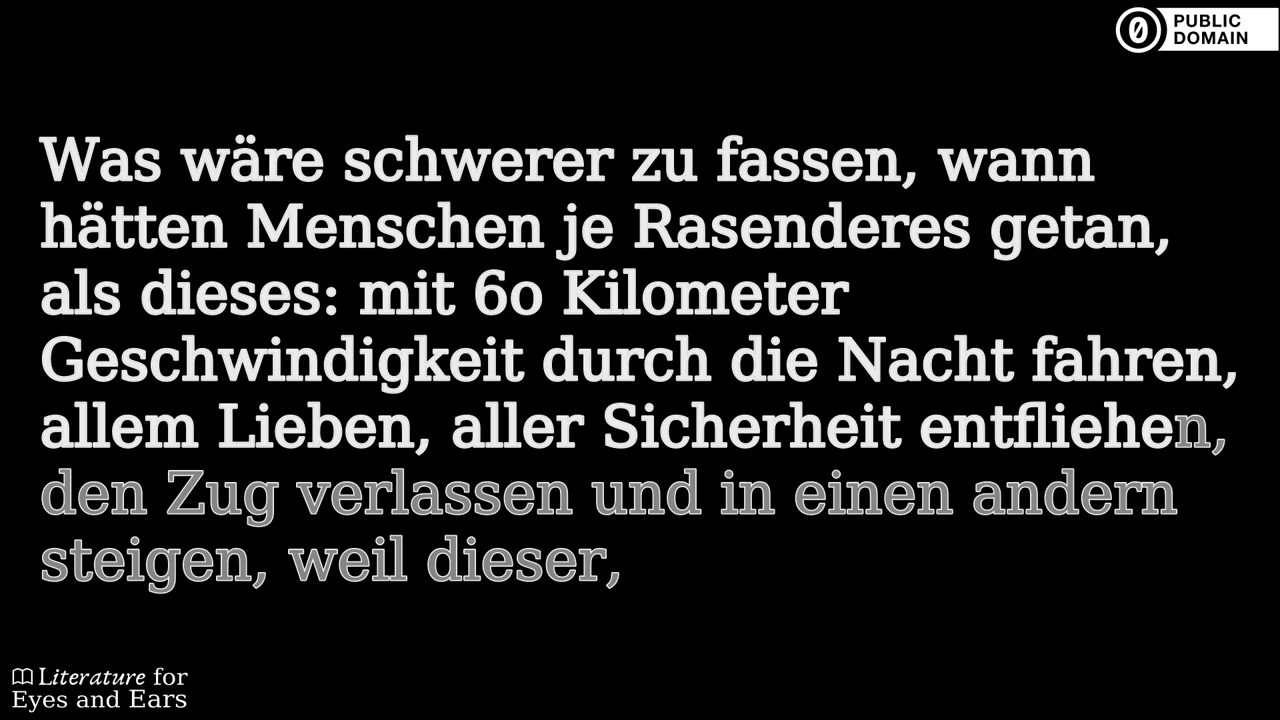 PUBLIC
DOMAIN
Was wäre schwerer zu fassen, wann
hätten Menschen je Rasenderes getan,
als dieses: mit 6o Kilometer
Geschwindigkeit durch die Nacht fahren,
allem Lieben, aller Sicherheit entfliehen,
den Zug verlassen und in einen andern
steigen, weil dieser,
Literature for
Eyes and Ears